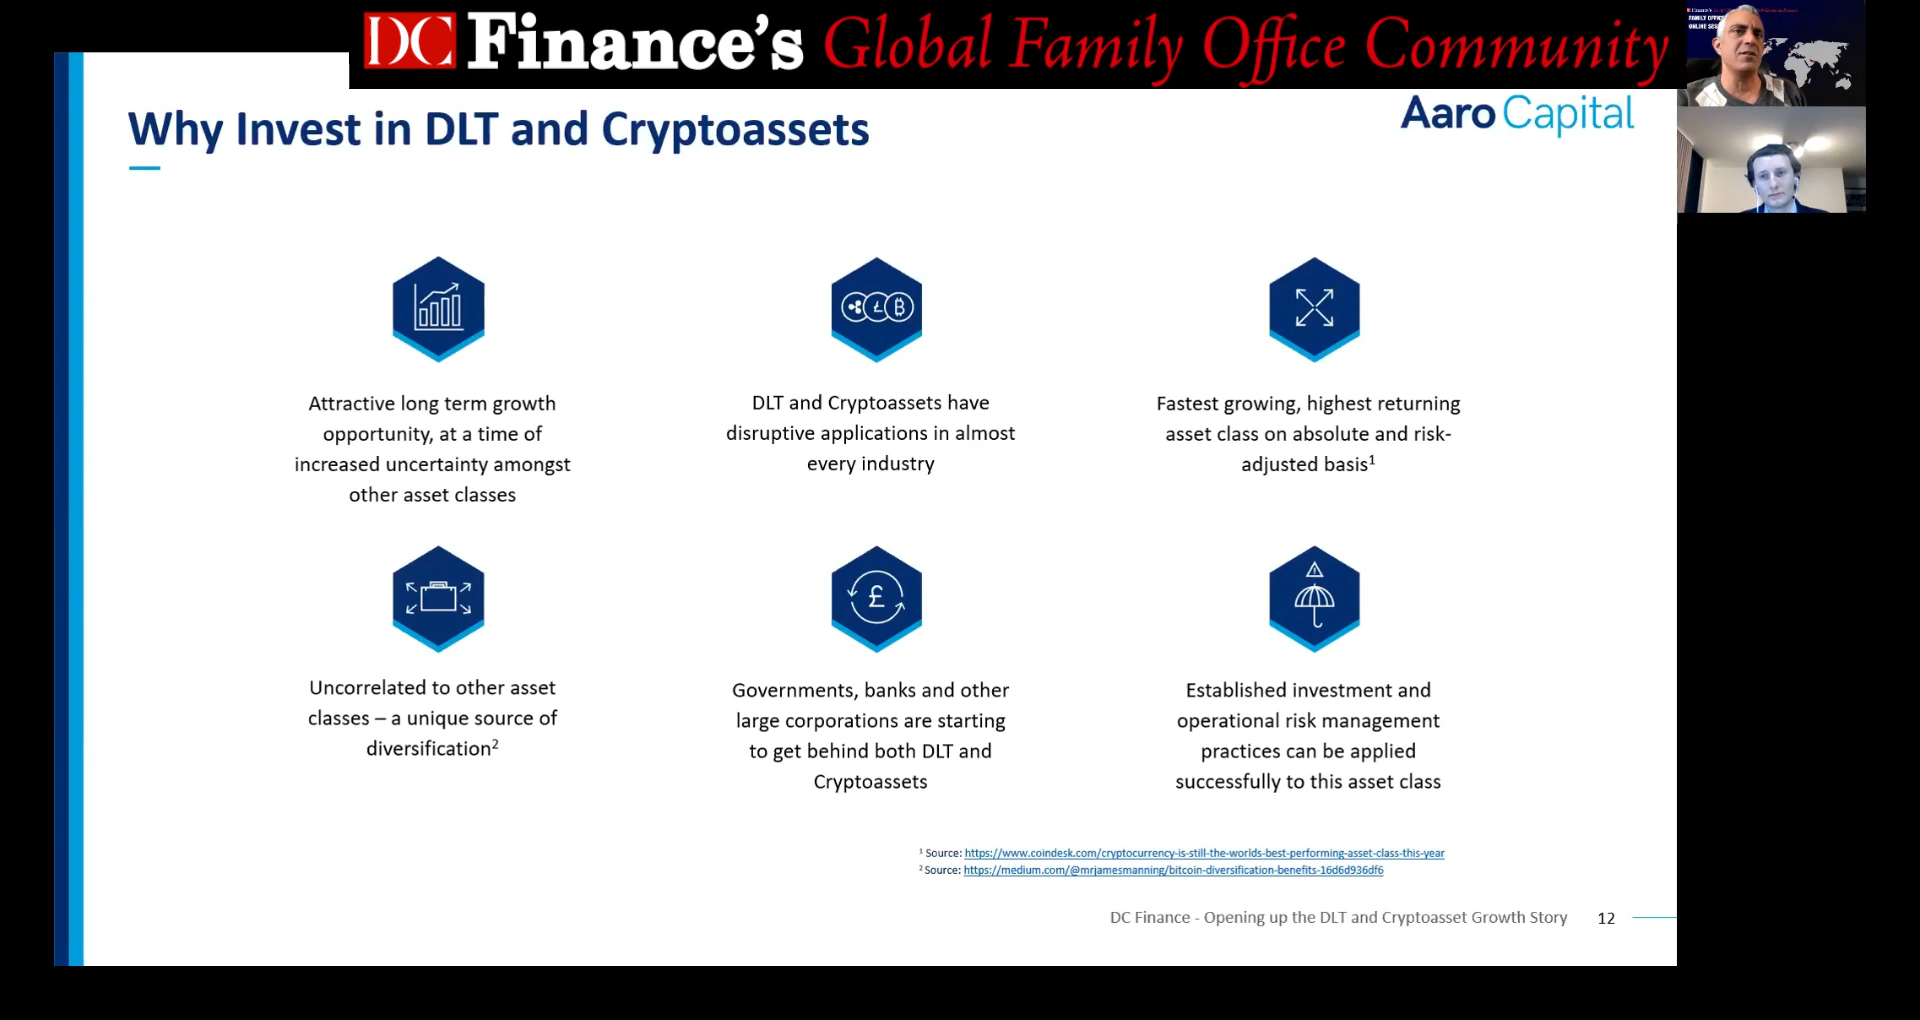 DC Finance's Global Family Office Community
Why Invest in DLT and Cryptoassets
Aaro Capital
Attractive long term growth
opportunity, at a time of
increased uncertainty amongst
other asset classes
DLT and Cryptoassets have
disruptive applications in almost
every industry
Fastest growing, highest returning
asset class on absolute and risk-
adjusted basis¹
£
Uncorrelated to other asset
classes – a unique source of
diversification²
Governments, banks and other
large corporations are starting
to get behind both DLT and
Cryptoassets
Established investment and
operational risk management
practices can be applied
successfully to this asset class
¹ Source: https://www.coindesk.com/cryptocurrency-is-still-the-worlds-best-performing-asset-class-this-year
² Source: https://medium.com/@mrjamesmanning/bitcoin-diversification-benefits-16d6d936df6
DC Finance - Opening up the DLT and Cryptoasset Growth Story 12